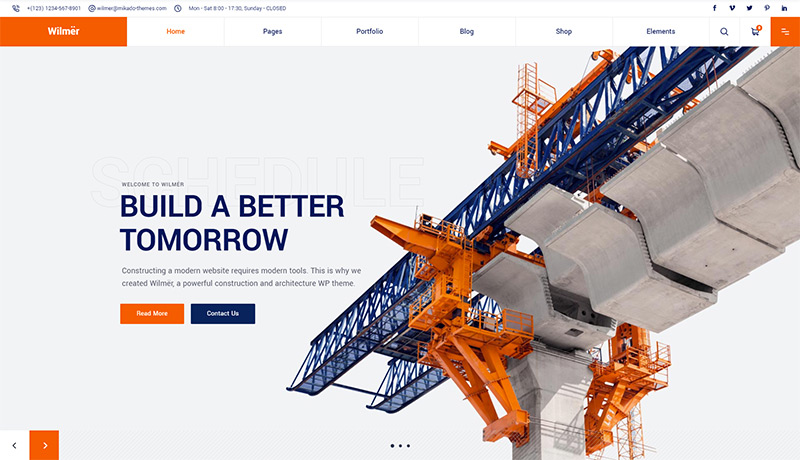 +(123) 1234-567-8901 wilmer@mikado-themes.com Mon - Sat 8:00 - 17:30, Sunday - CLOSED
Wilmër Home Pages Portfolio Blog Shop Elements 0
SCHEDULE
WELCOME TO WILMËR
BUILD A BETTER
TOMORROW
Constructing a modern website requires modern tools. This is why we
created Wilmër, a powerful construction and architecture WP theme.
Read More Contact Us